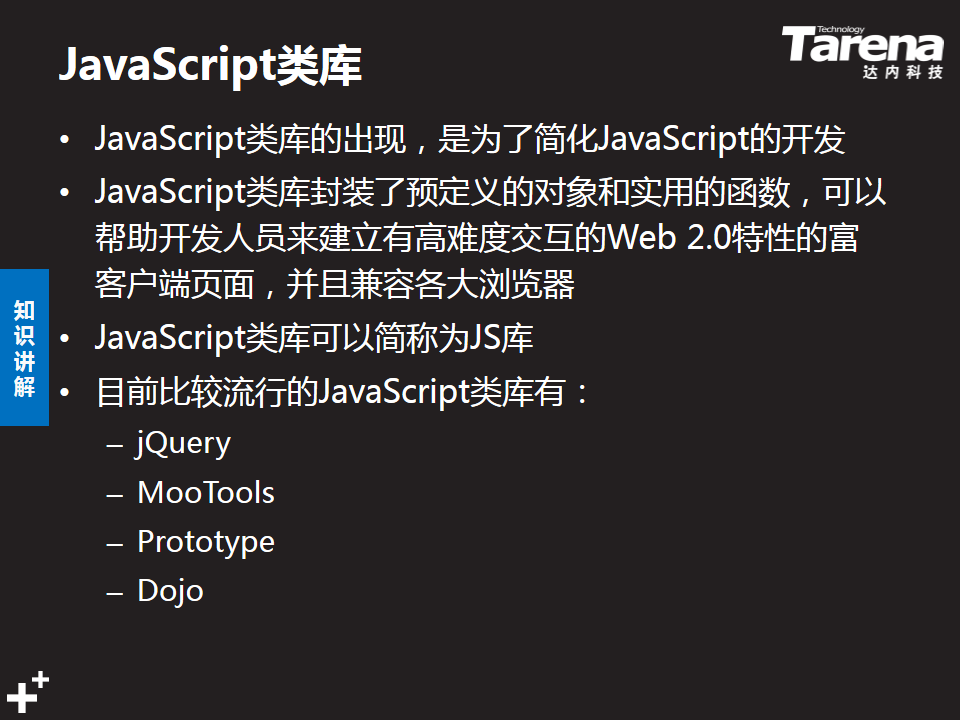 JavaScript类库
Technology
Tarena
达内科技
• JavaScript类库的出现，是为了简化JavaScript的开发
• JavaScript类库封装了预定义的对象和实用的函数，可以
帮助开发人员来建立有高难度交互的Web 2.0特性的富
客户端页面，并且兼容各大浏览器
• JavaScript类库可以简称为JS库
• 目前比较流行的JavaScript类库有：
– jQuery
– MooTools
– Prototype
– Dojo
知
识
讲
解